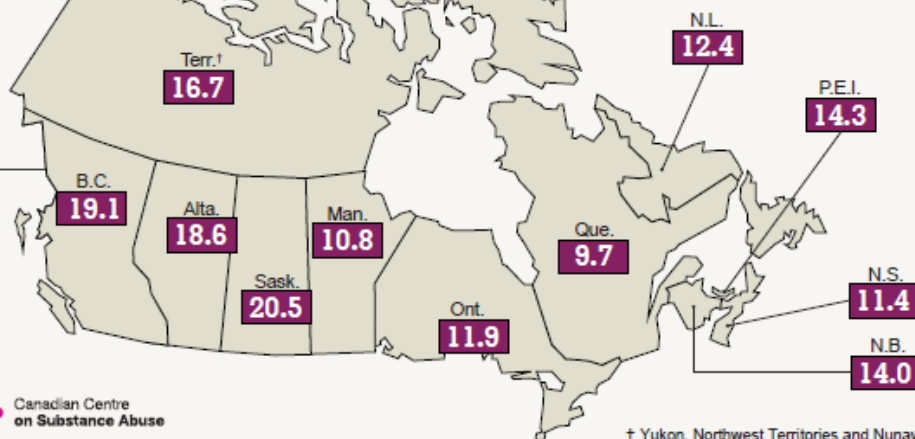 N.L.
12.4
Terr.†
16.7
P.E.I.
14.3
B.C.
19.1
Alta.
18.6
Man.
10.8
Que.
9.7
Sask.
20.5
N.S.
11.4
Ont.
11.9
N.B.
14.0
Canadian Centre
on Substance Abuse
† Yukon, Northwest Territories and